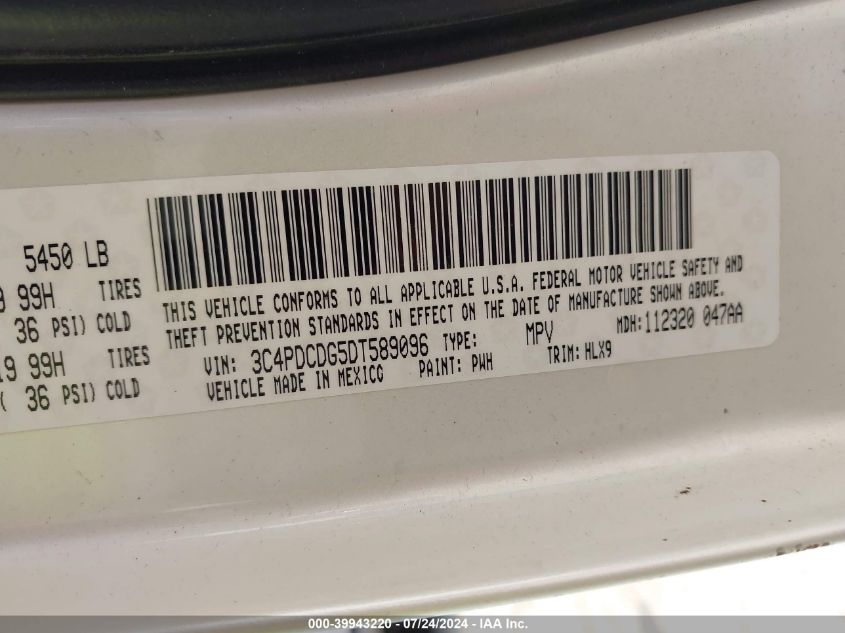 5450 LB
99H TIRES
36 PSI) COLD
19 99H TIRES
( 36 PSI) COLD
THIS VEHICLE CONFORMS TO ALL APPLICABLE U.S.A. FEDERAL MOTOR VEHICLE SAFETY AND
THEFT PREVENTION STANDARDS IN EFFECT ON THE DATE OF MANUFACTURE SHOWN ABOVE.
VIN: 3C4PDCDG5DT589096 TYPE: MPV MDH:112320 047AA
VEHICLE MADE IN MEXICO PAINT: PWH TRIM: HLX9
000-39943220 - 07/24/2024 - IAA Inc.